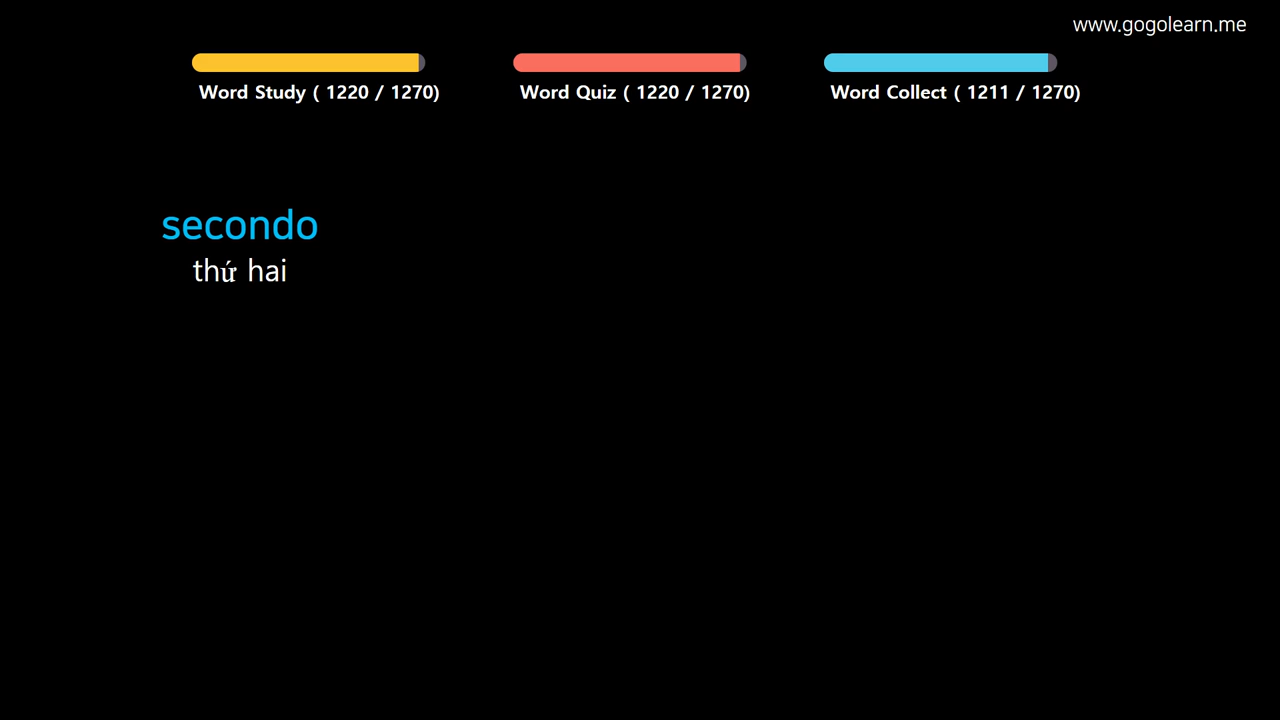 www.gogolearn.me
Word Study ( 1220 / 1270)
Word Quiz ( 1220 / 1270)
Word Collect ( 1211 / 1270)
secondo
thứ hai